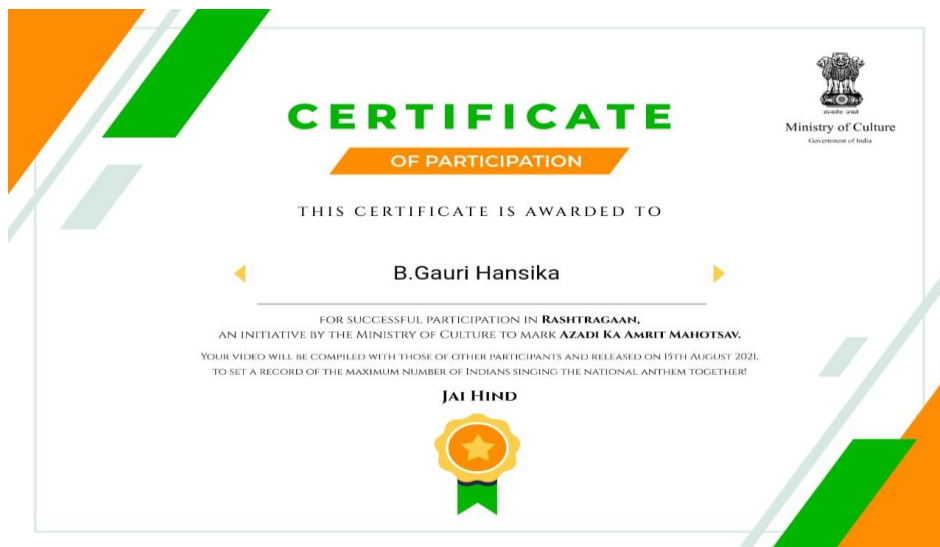 CERTIFICATE
OF PARTICIPATION
सत्यमेव जयते
Ministry of Culture
Government of India
THIS CERTIFICATE IS AWARDED TO
B.Gauri Hansika
FOR SUCCESSFUL PARTICIPATION IN RASHTRAGAAN,
AN INITIATIVE BY THE MINISTRY OF CULTURE TO MARK AZADI KA AMRIT MAHOTSAV.
YOUR VIDEO WILL BE COMPILED WITH THOSE OF OTHER PARTICIPANTS AND RELEASED ON 15TH AUGUST 2021,
TO SET A RECORD OF THE MAXIMUM NUMBER OF INDIANS SINGING THE NATIONAL ANTHEM TOGETHER!
JAI HIND